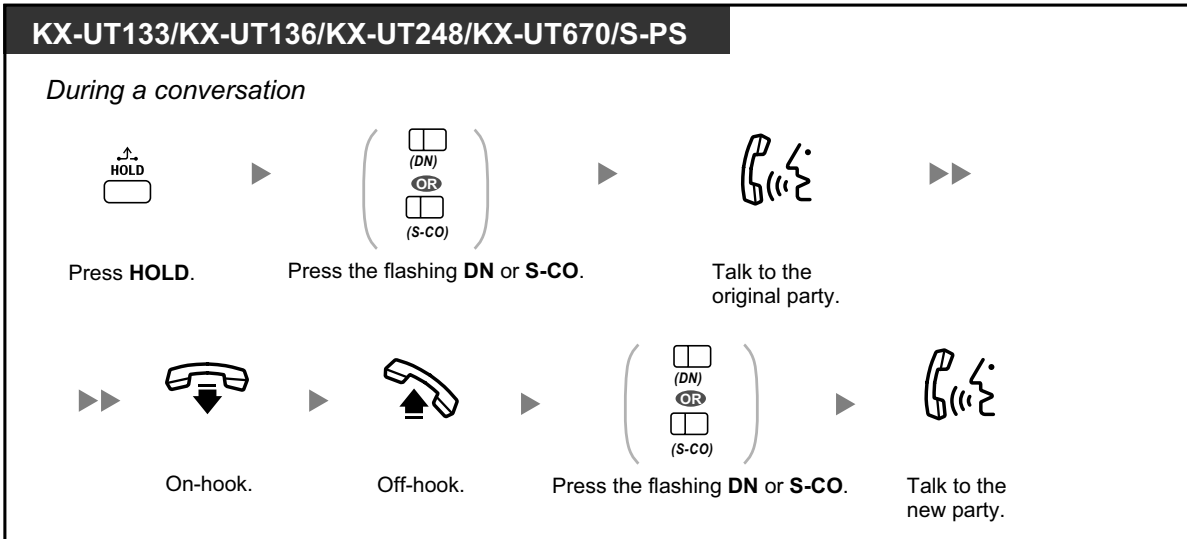 KX-UT133/KX-UT136/KX-UT248/KX-UT670/S-PS
During a conversation
HOLD
(DN)
OR
(S-CO)
Press HOLD.
Press the flashing DN or S-CO.
Talk to the
original party.
(DN)
OR
(S-CO)
On-hook.
Off-hook.
Press the flashing DN or S-CO.
Talk to the
new party.